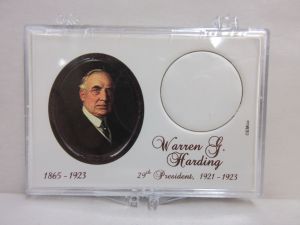 Warren G.
Harding
1865 - 1923
29th President, 1921 - 1923